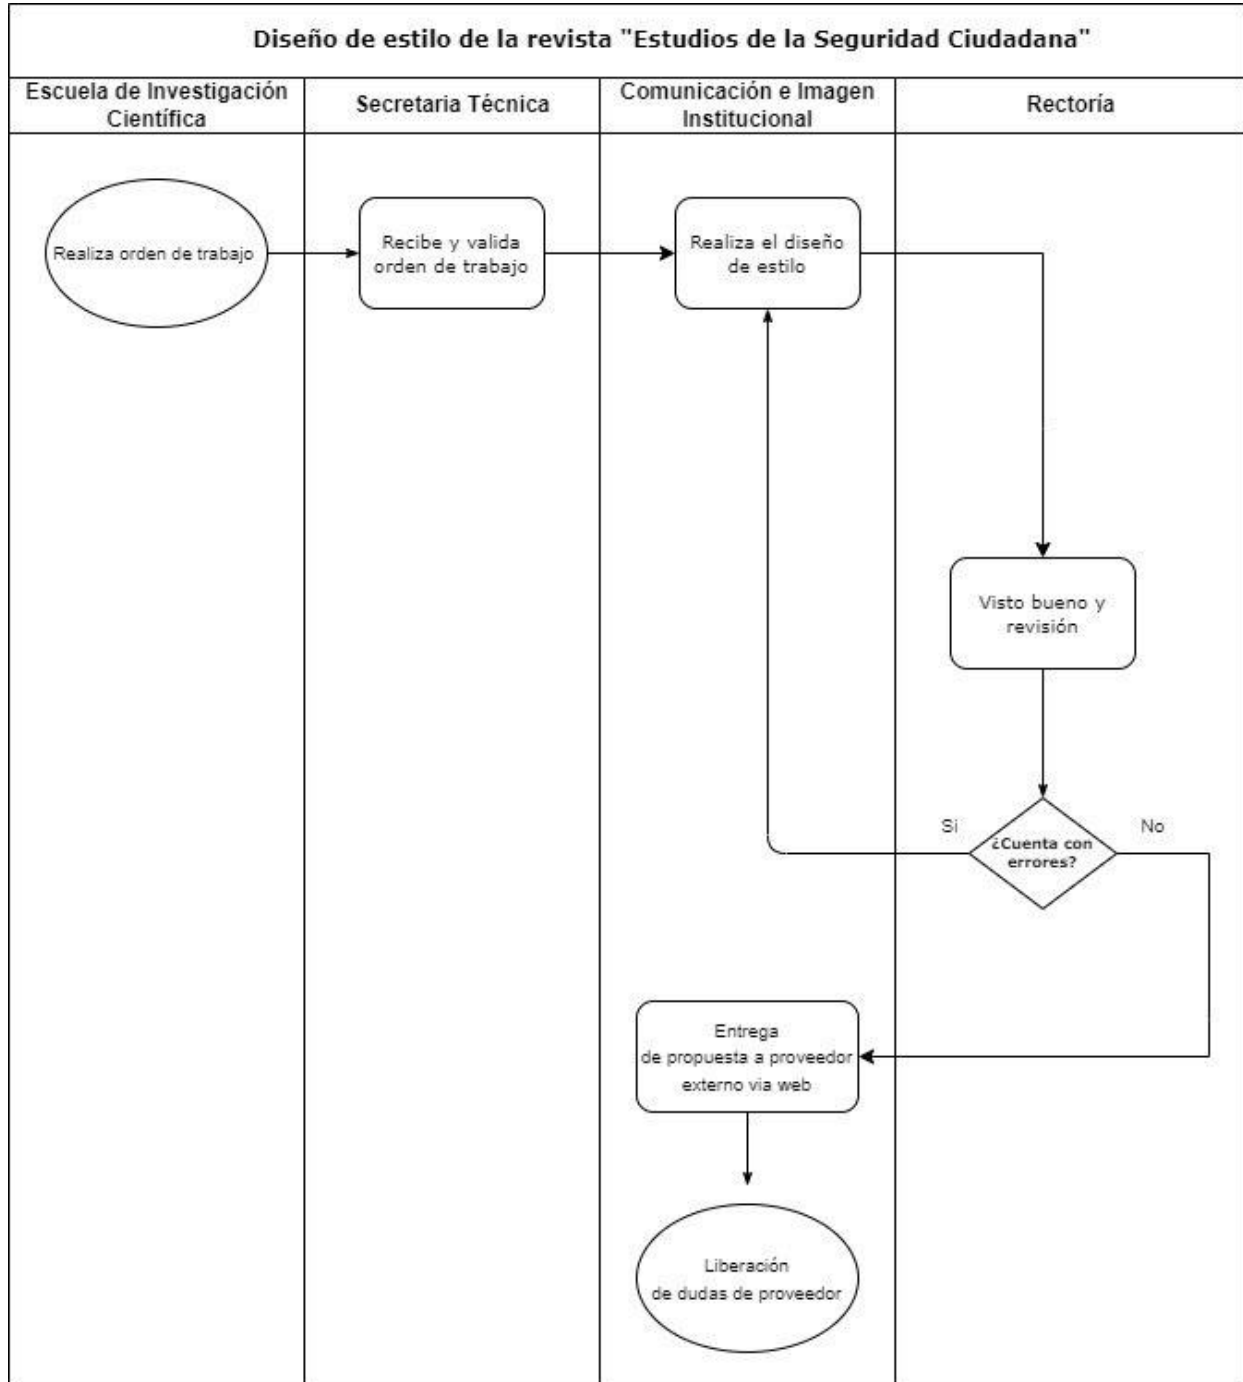 Diseño de estilo de la revista "Estudios de la Seguridad Ciudadana"
Escuela de Investigación
Científica
Secretaria Técnica
Comunicación e Imagen
Institucional
Rectoría
Realiza orden de trabajo
Recibe y valida
orden de trabajo
Realiza el diseño
de estilo
Visto bueno y
revisión
Si
¿Cuenta con
errores?
No
Entrega
de propuesta a proveedor
externo via web
Liberación
de dudas de proveedor